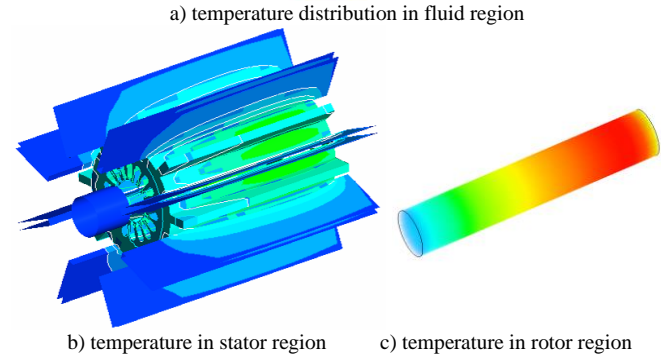 a) temperature distribution in fluid region
b) temperature in stator region
c) temperature in rotor region